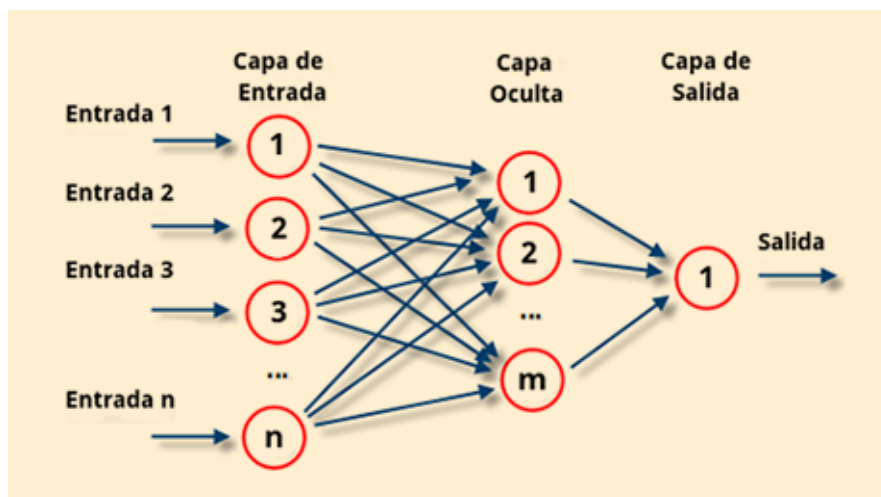 Capa de
Entrada
Capa
Oculta
Capa de
Salida
Entrada 1
1
Entrada 2
2
Entrada 3
3
...
Entrada n
n
1
2
...
m
1
Salida